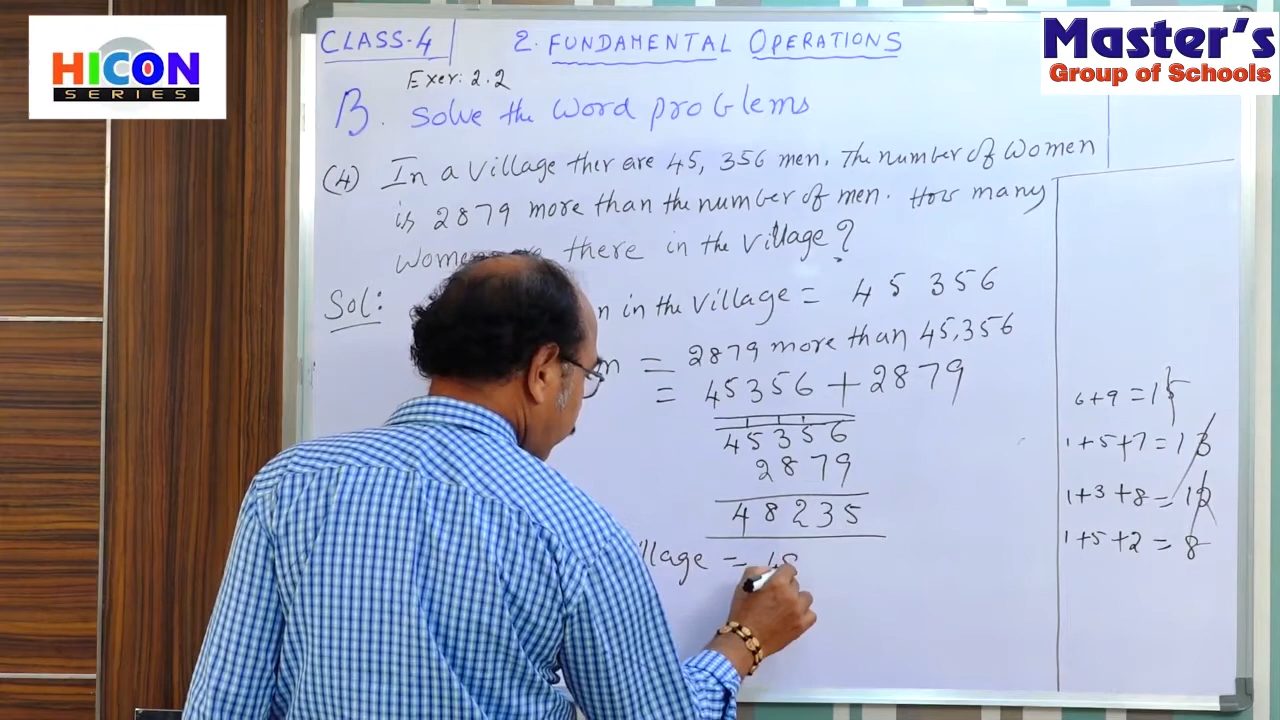 HICON
SERIES
Master's
Group of Schools
CLASS-4 2. FUNDAMENTAL OPERATIONS
Exer: 2.2
B. Solve the word problems
(4) In a village ther are 45, 356 men. The number of women
is 2879 more than the number of men. How many
there in the village?
Sol: in the village = 45 356
= 2879 more than 45,356
= 45356 + 2879
45356
2879
48235
=
6+9 = 15
1+5+7 = 13
1+3+8 = 12
1+5+2 = 8